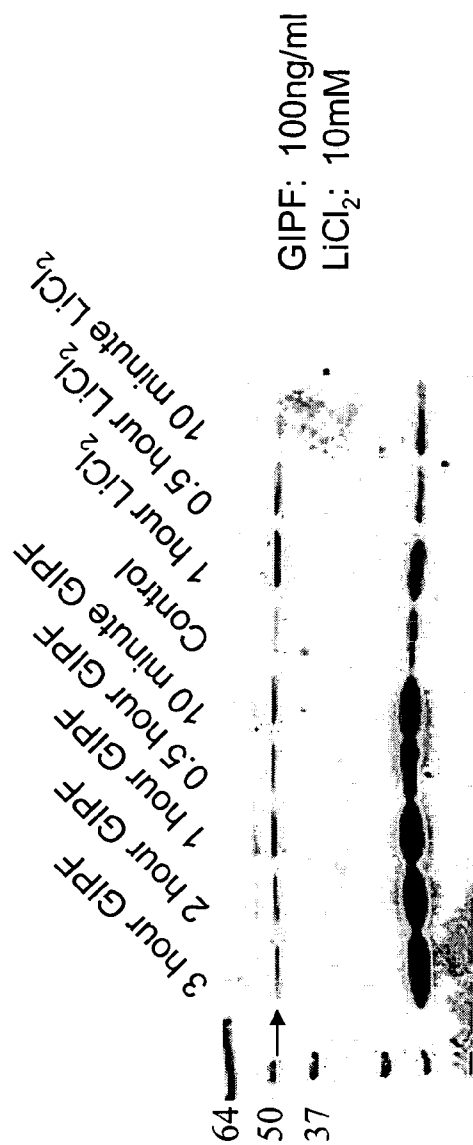 3 hour GIPF
2 hour GIPF
1 hour GIPF
0.5 hour GIPF
10 minute GIPF
Control
1 hour LiCl₂
0.5 hour LiCl₂
10 minute LiCl₂
64
50
37
GIPF: 100ng/ml
LiCl₂: 10mM